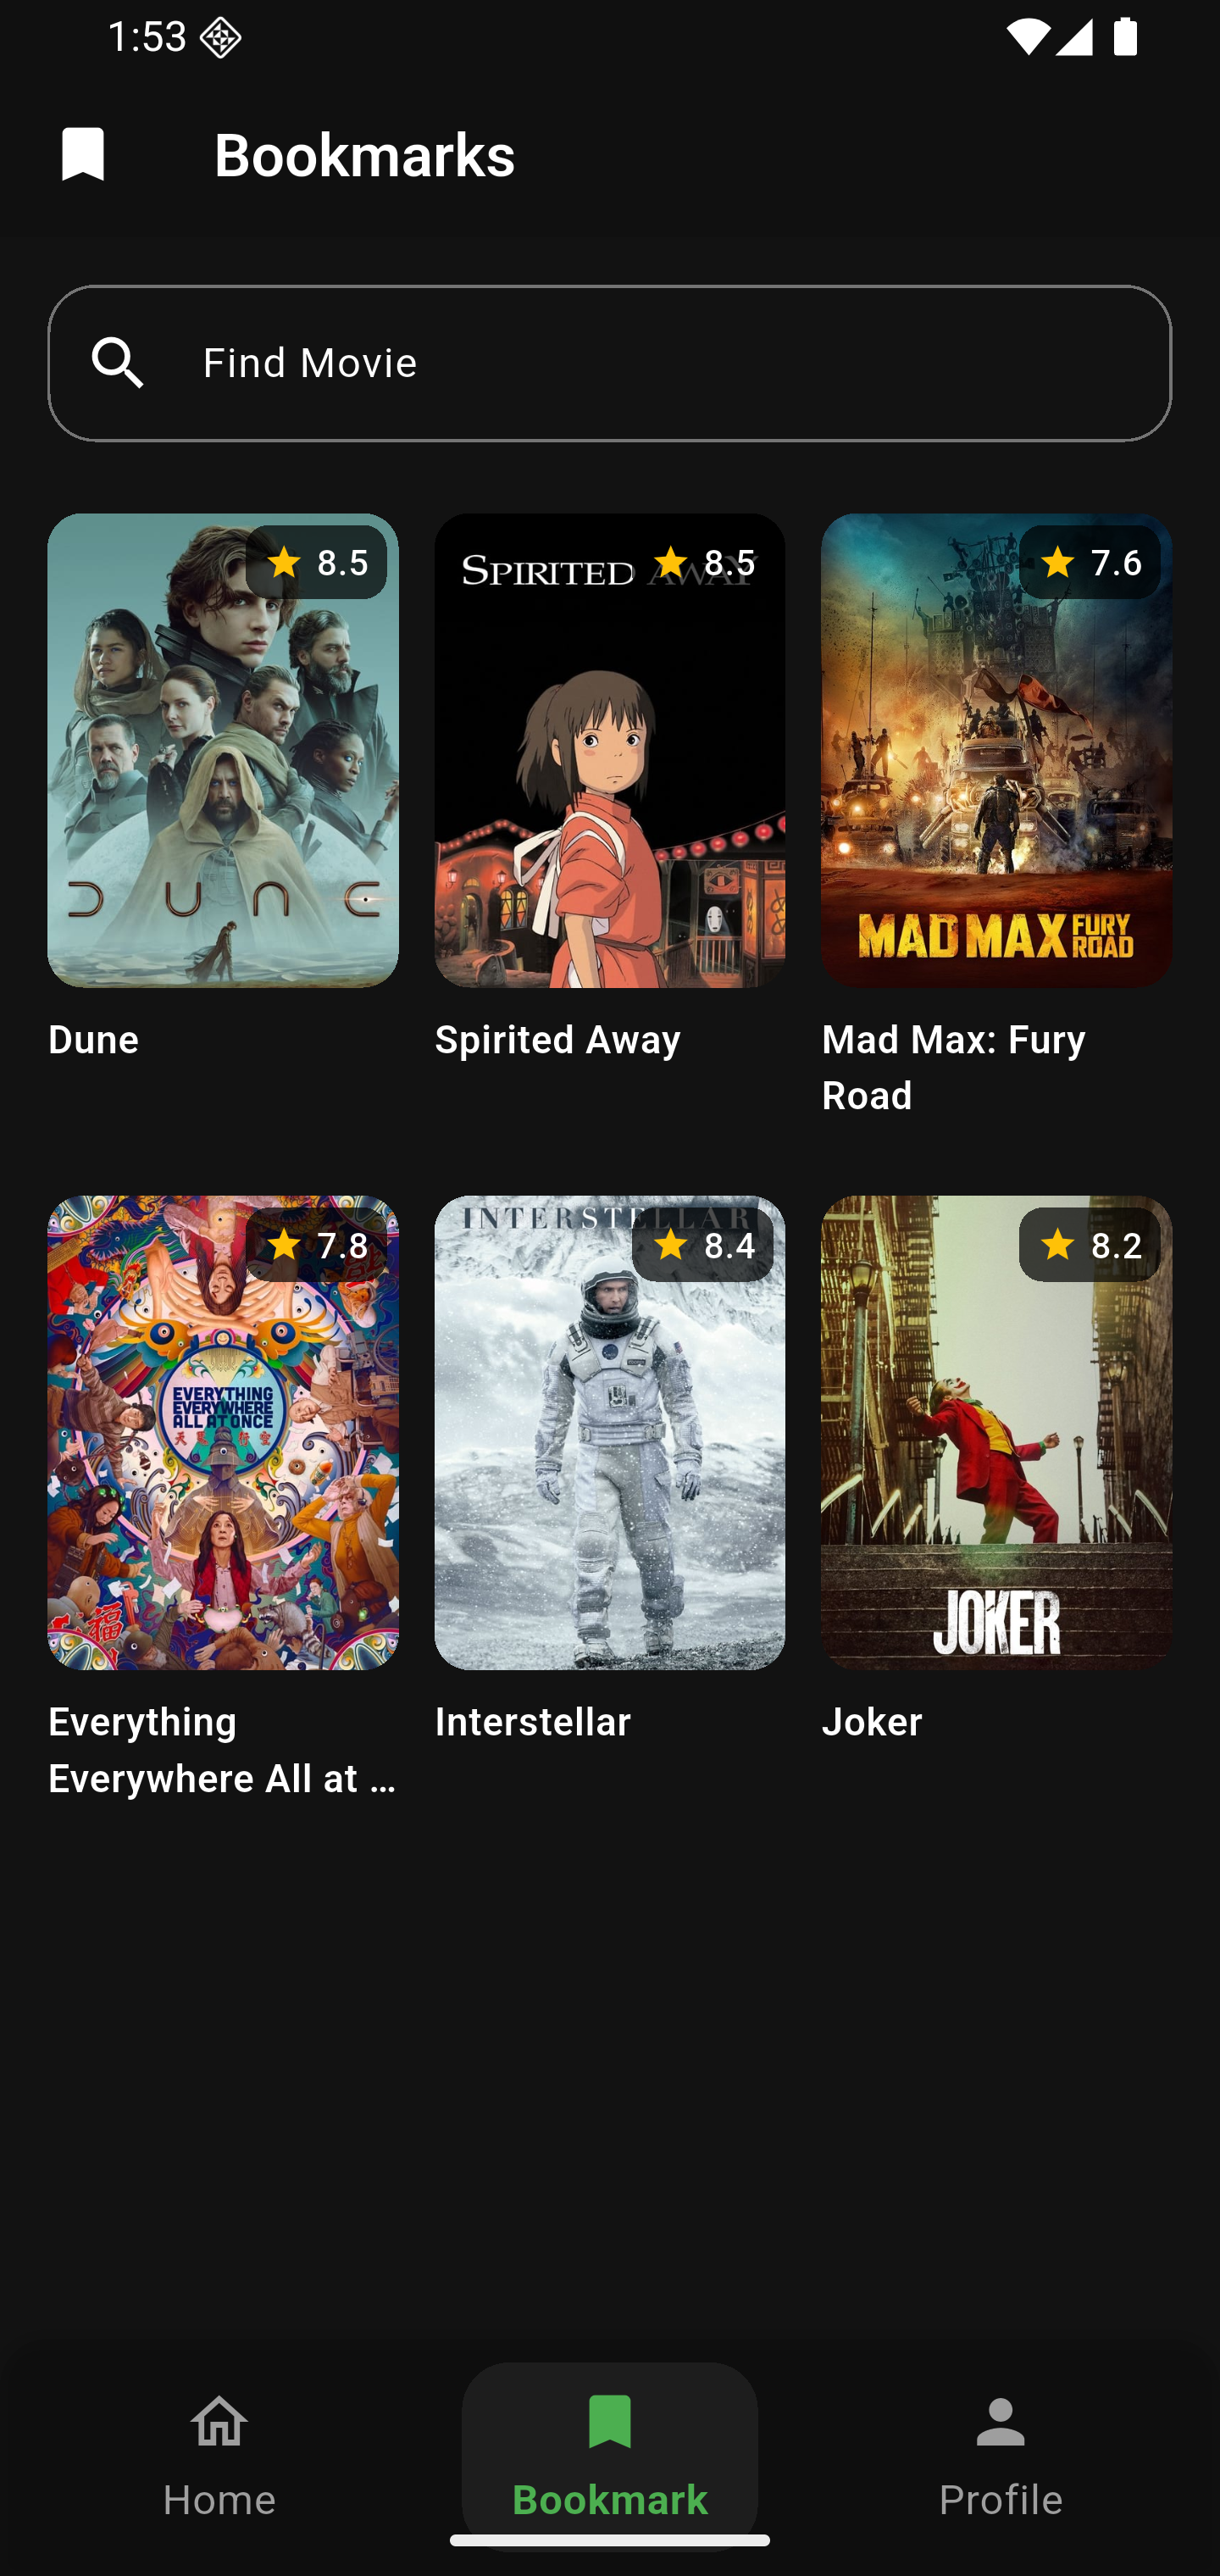 1:53
Bookmarks
Find Movie
8.5
DUNE
Dune
8.5
SPIRITED AWAY
Spirited Away
7.6
MAD MAX FURY ROAD
Mad Max: Fury
Road
7.8
EVERYTHING
EVERYWHERE
ALL AT ONCE
Everything
Everywhere All at ...
8.4
INTERSTELLAR
Interstellar
8.2
JOKER
Joker
Home
Bookmark
Profile